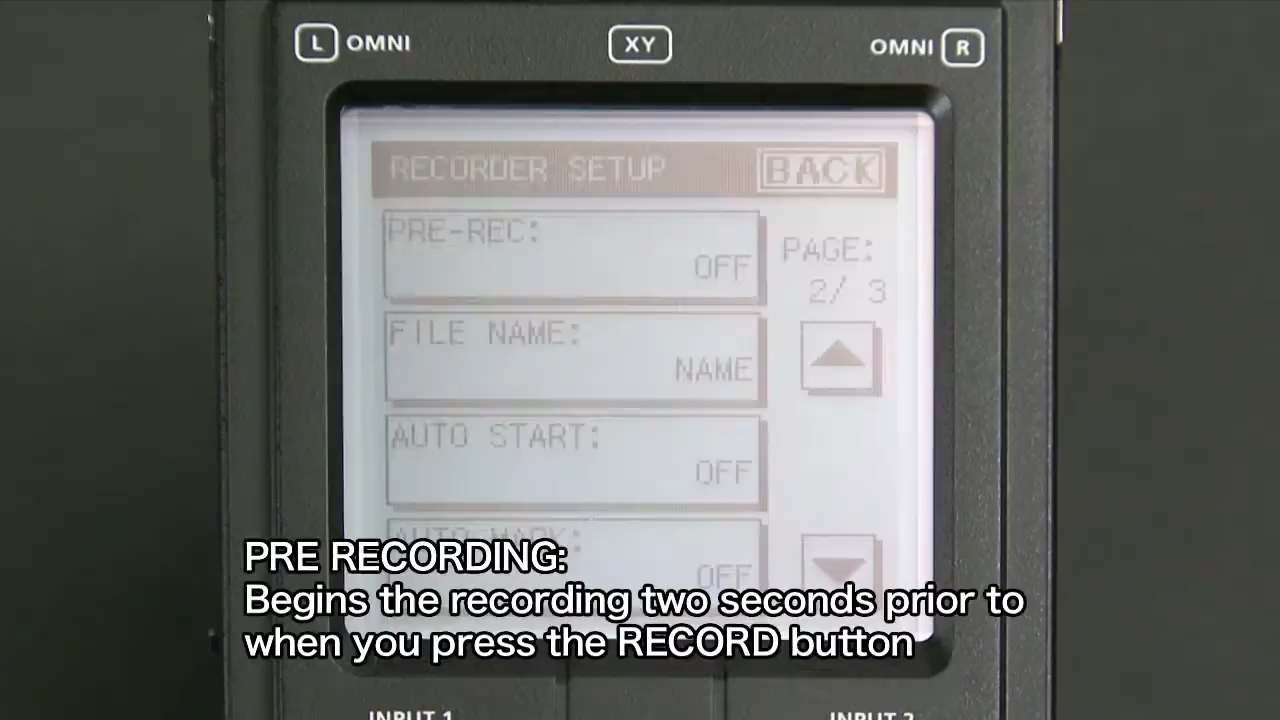 L OMNI XY OMNI R
RECORDER SETUP BACK
PRE-REC:
OFF
PAGE:
2/ 3
FILE NAME:
NAME
AUTO START:
OFF
AUTO MARK:
OFF
PRE RECORDING:
Begins the recording two seconds prior to
when you press the RECORD button
INPUT 1 INPUT 2